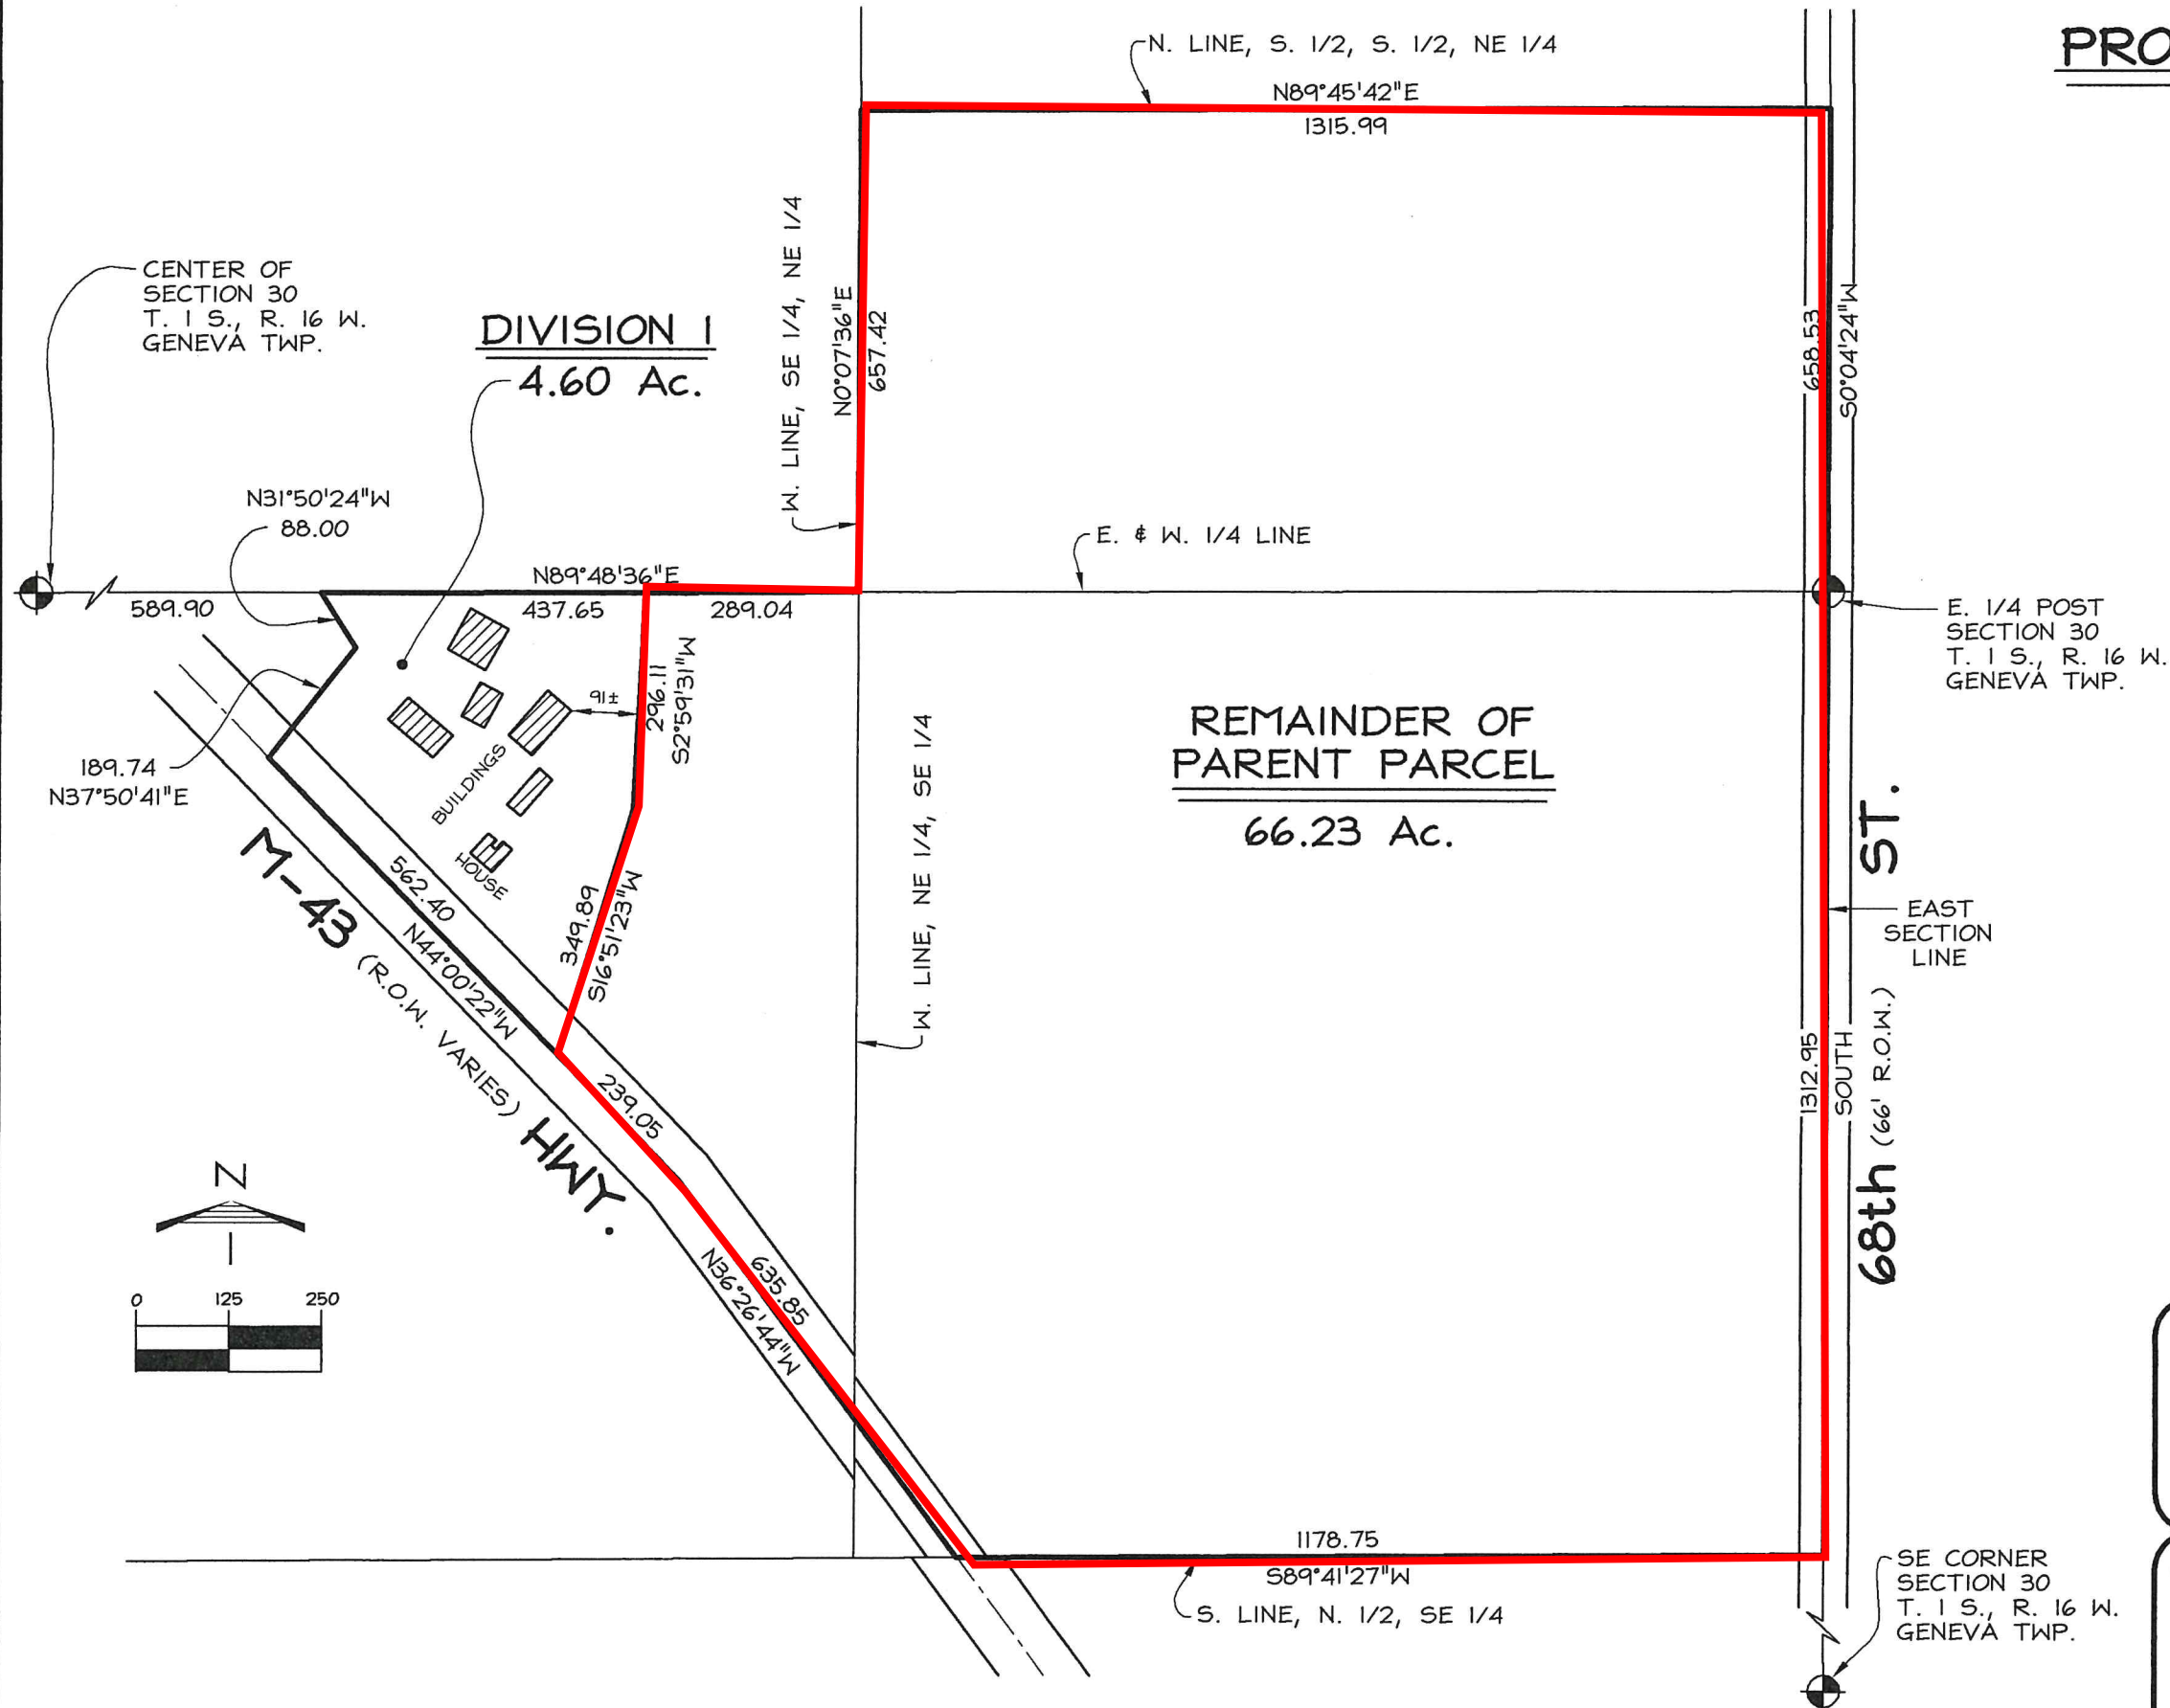 PRO
N. LINE, S. 1/2, S. 1/2, NE 1/4
N89°45'42"E
1315.99
W. LINE, SE 1/4, NE 1/4
N0°07'36"E
657.42
658.53
S0°04'24"W
CENTER OF
SECTION 30
T. 1 S., R. 16 W.
GENEVA TWP.
DIVISION 1
4.60 Ac.
N31°50'24"W
88.00
E. & W. 1/4 LINE
N89°48'36"E
589.90
437.65
289.04
E. 1/4 POST
SECTION 30
T. 1 S., R. 16 W.
GENEVA TWP.
91±
296.11
S2°59'31"W
189.74
N37°50'41"E
BUILDINGS
HOUSE
REMAINDER OF
PARENT PARCEL
66.23 Ac.
W. LINE, NE 1/4, SE 1/4
562.40
N44°00'22"W
349.89
S16°51'23"W
M-43 (R.O.W. VARIES) HWY.
239.05
635.85
N36°26'44"W
EAST
SECTION
LINE
1312.95
SOUTH
68th (66' R.O.W.) ST.
N
0 125 250
1178.75
S89°41'27"W
S. LINE, N. 1/2, SE 1/4
SE CORNER
SECTION 30
T. 1 S., R. 16 W.
GENEVA TWP.